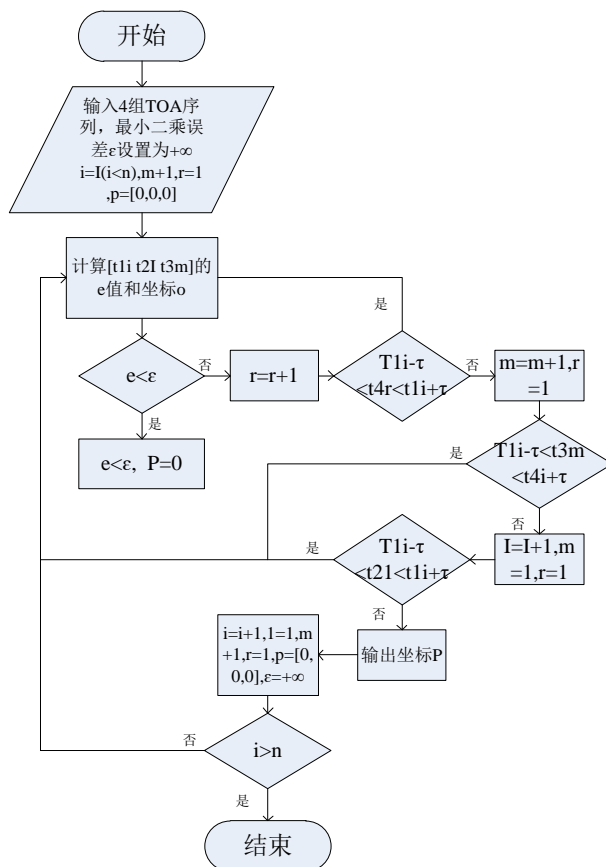 开始
输入4组TOA序
列，最小二乘误
差ε设置为+∞
i=I(i<n),m+1,r=1
,p=[0,0,0]
计算[t1i t2I t3m]的
e值和坐标o
是
e<ε
否
r=r+1
T1i-τ
<t4r<t1i+τ
否
m=m+1,r
=1
是
e<ε, P=0
是
T1i-τ<t3m
<t4i+τ
否
I=I+1,m
=1,r=1
T1i-τ
<t21<t1i+τ
是
否
输出坐标P
i=i+1,1=1,m
+1,r=1,p=[0,
0,0],ε=+∞
否
i>n
是
结束